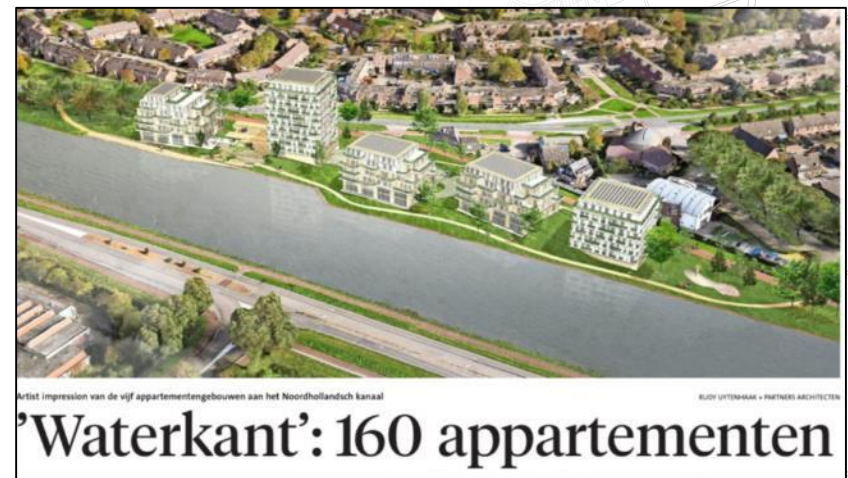 Artist impression van de vijf appartementengebouwen aan het Noordhollandsch kanaal
RUDY UYTENHAAK + PARTNERS ARCHITECTEN
’Waterkant’: 160 appartementen